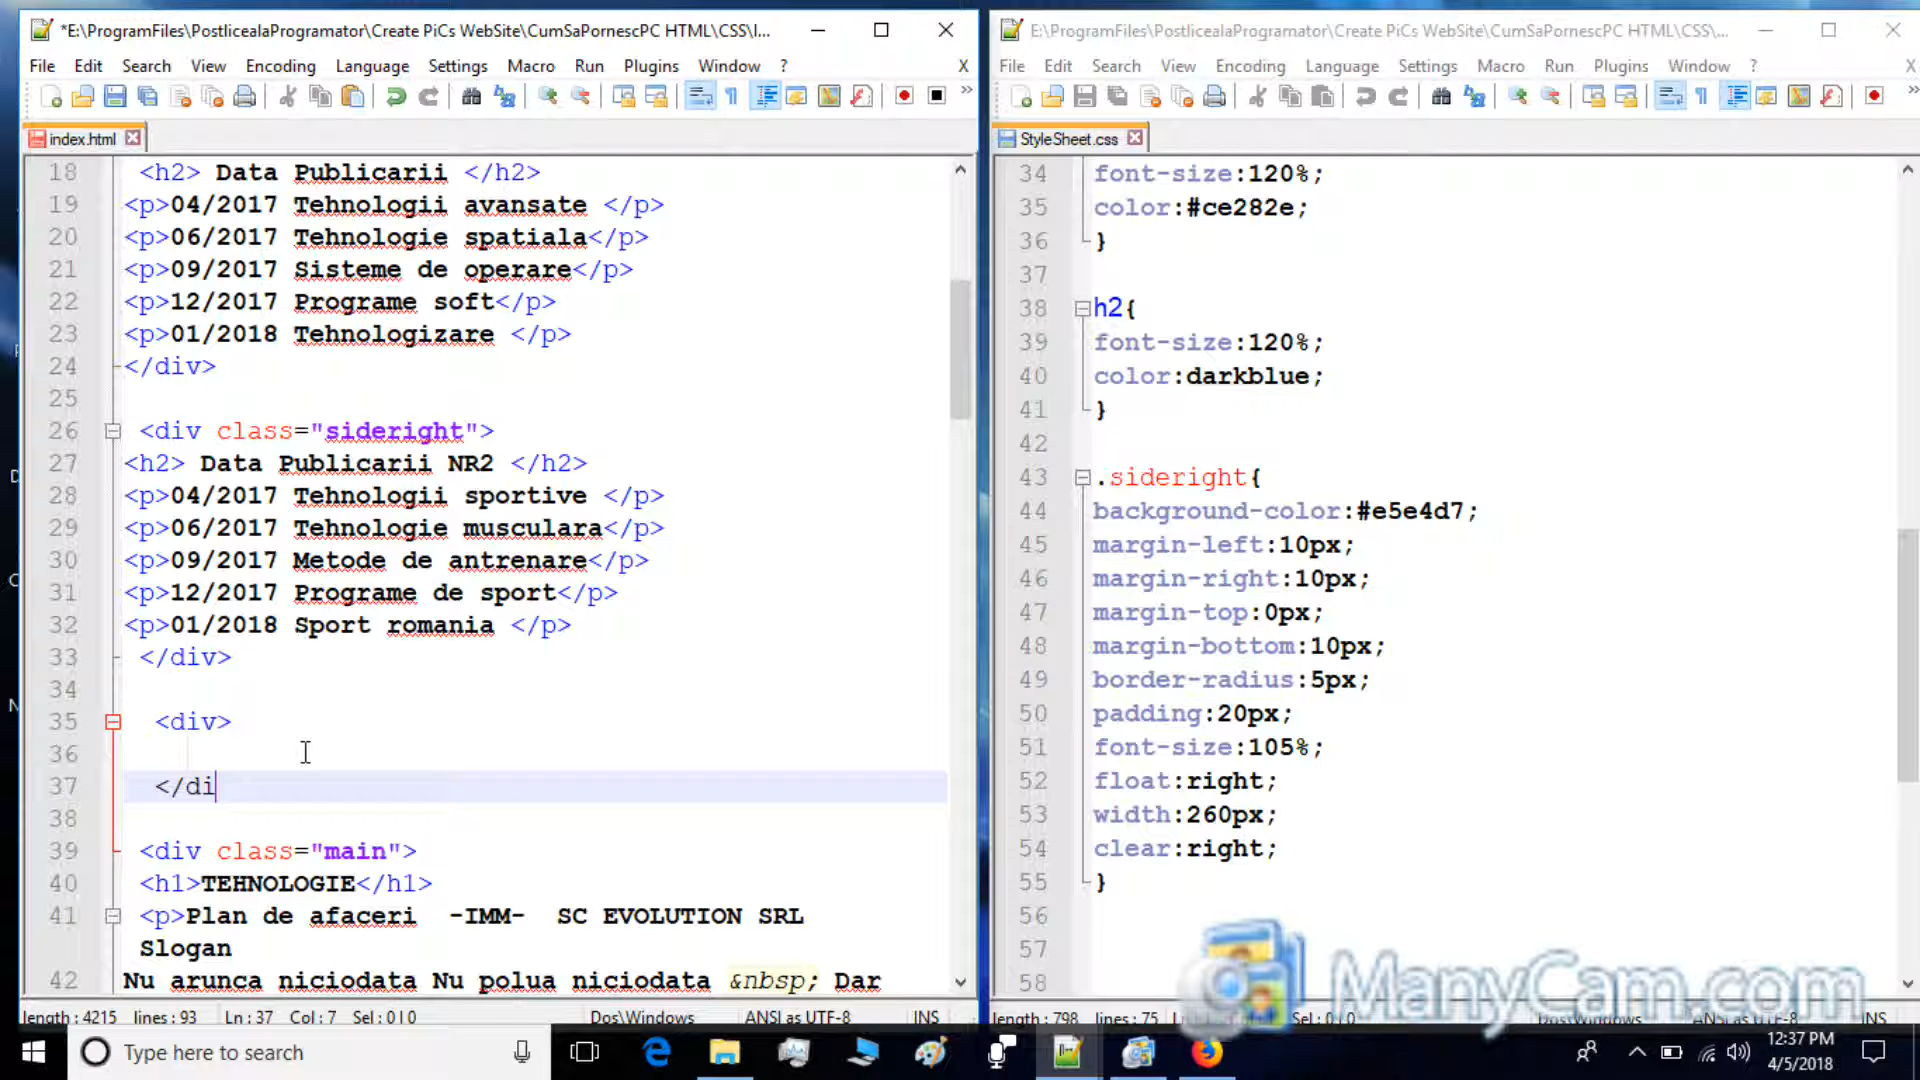 *E:\ProgramFiles\PostlicealaProgramator\Create PiCs WebSite\CumSaPornescPC HTML\CSS\I...
File Edit Search View Encoding Language Settings Macro Run Plugins Window ? X
index.html
18 <h2> Data Publicarii </h2>
19 <p>04/2017 Tehnologii avansate </p>
20 <p>06/2017 Tehnologie spatiala</p>
21 <p>09/2017 Sisteme de operare</p>
22 <p>12/2017 Programe soft</p>
23 <p>01/2018 Tehnologizare </p>
24 </div>
25
26 <div class="sideright">
27 <h2> Data Publicarii NR2 </h2>
28 <p>04/2017 Tehnologii sportive </p>
29 <p>06/2017 Tehnologie musculara</p>
30 <p>09/2017 Metode de antrenare</p>
31 <p>12/2017 Programe de sport</p>
32 <p>01/2018 Sport romania </p>
33 </div>
34
35 <div>
36
37 </di
38
39 <div class="main">
40 <h1>TEHNOLOGIE</h1>
41 <p>Plan de afaceri -IMM- SC EVOLUTION SRL
Slogan
42 Nu arunca niciodata Nu polua niciodata &nbsp; Dar
length : 4215 lines : 93 Ln : 37 Col : 7 Sel : 0 | 0 Dos\Windows ANSI as UTF-8 INS
E:\ProgramFiles\PostlicealaProgramator\Create PiCs WebSite\CumSaPornescPC HTML\CSS\...
File Edit Search View Encoding Language Settings Macro Run Plugins Window ? X
StyleSheet.css
34 font-size:120%;
35 color:#ce282e;
36 }
37
38 h2{
39 font-size:120%;
40 color:darkblue;
41 }
42
43 .sideright{
44 background-color:#e5e4d7;
45 margin-left:10px;
46 margin-right:10px;
47 margin-top:0px;
48 margin-bottom:10px;
49 border-radius:5px;
50 padding:20px;
51 font-size:105%;
52 float:right;
53 width:260px;
54 clear:right;
55 }
56
57
58
ManyCam.com
length : 798 lines : 75 Sel : 0 | 0 Dos\Windows ANSI as UTF-8 INS
Type here to search
12:37 PM
4/5/2018